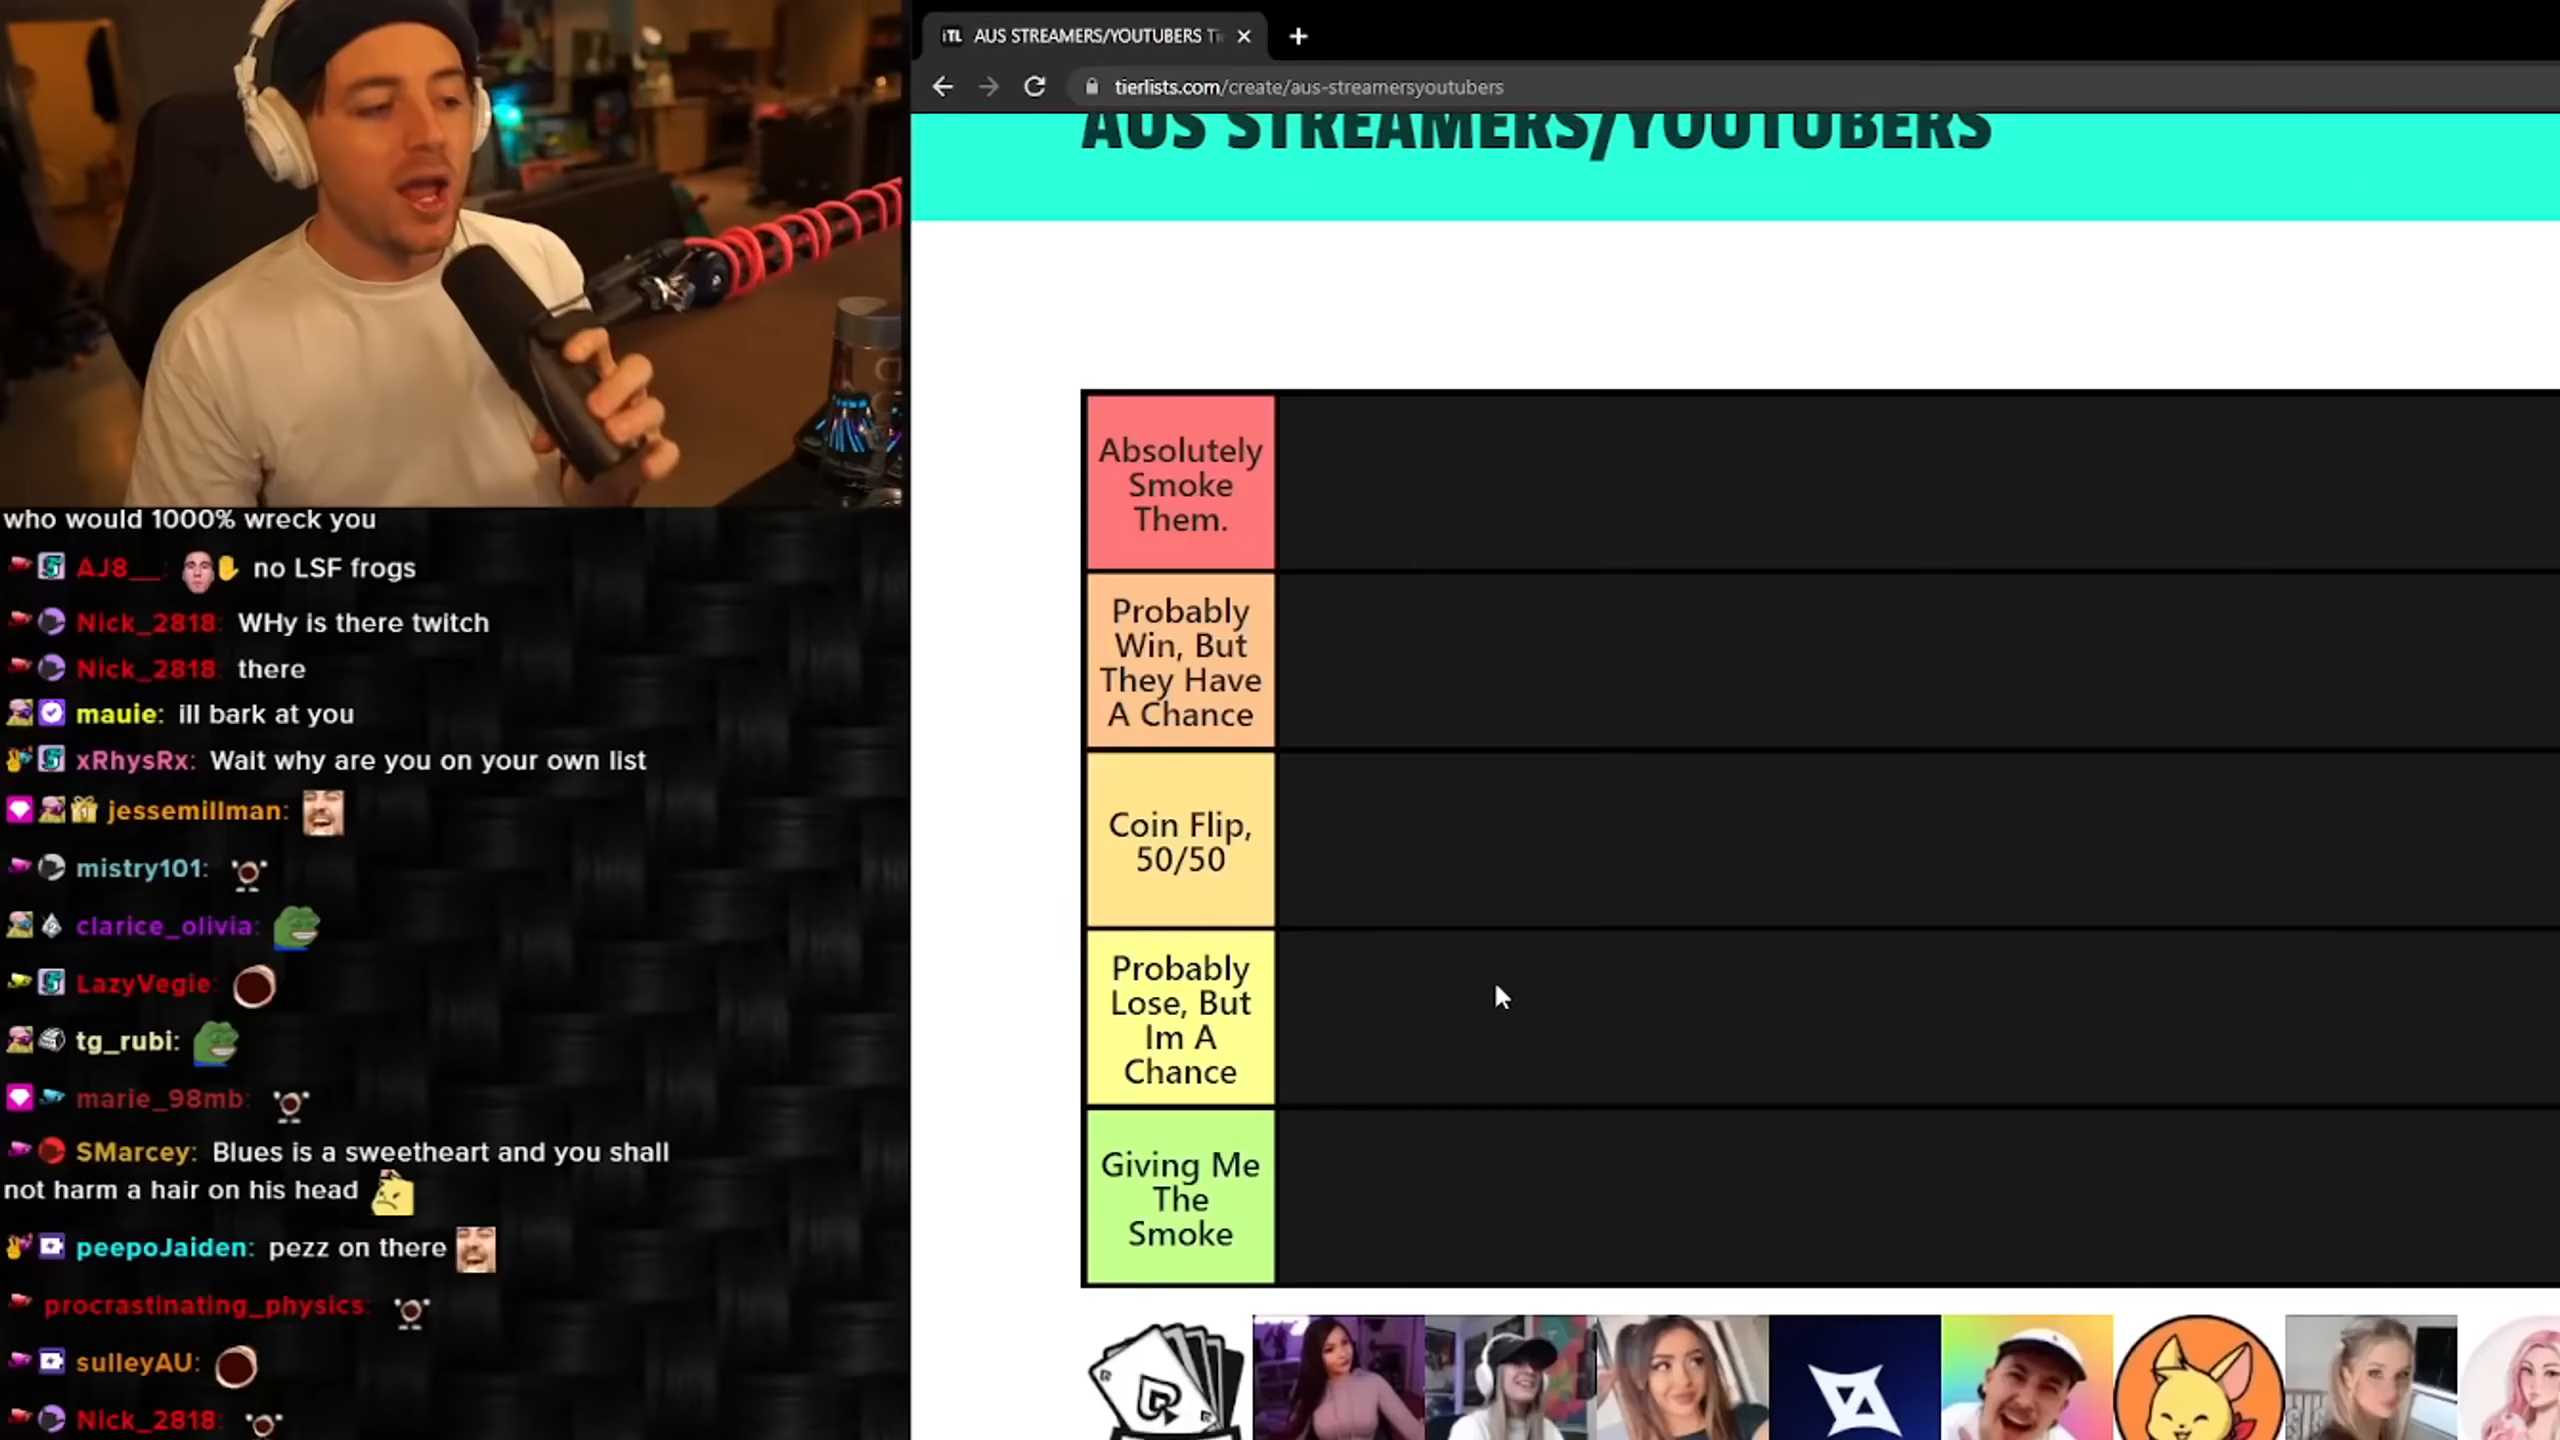 iTL AUS STREAMERS/YOUTUBERS Ti
tierlists.com/create/aus-streamersyoutubers
AUS STREAMERS/YOUTUBERS
who would 1000% wreck you
AJ8__: no LSF frogs
Nick_2818: WHy is there twitch
Nick_2818: there
mauie: ill bark at you
xRhysRx: Wait why are you on your own list
jessemillman:
mistry101:
clarice_olivia:
LazyVegie:
tg_rubi:
marie_98mb:
SMarcey: Blues is a sweetheart and you shall
not harm a hair on his head
peepoJaiden: pezz on there
procrastinating_physics:
sulleyAU:
Nick_2818:
Absolutely
Smoke
Them.
Probably
Win, But
They Have
A Chance
Coin Flip,
50/50
Probably
Lose, But
Im A
Chance
Giving Me
The
Smoke